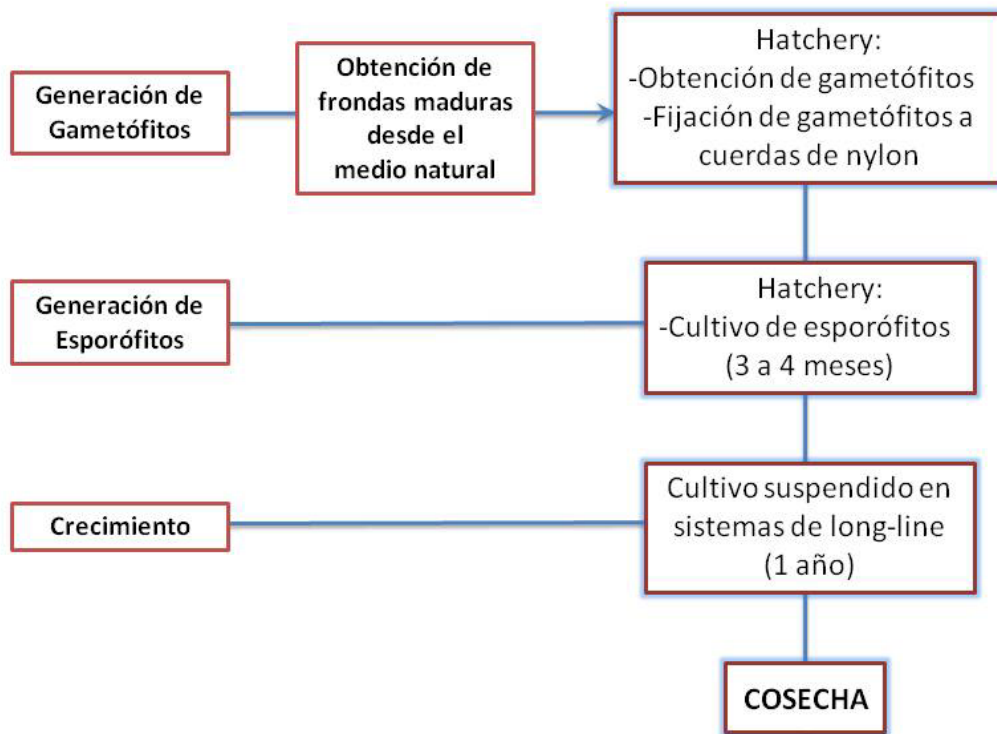 Generación de
Gametófitos
Obtención de
frondas maduras
desde el
medio natural
Hatchery:
-Obtención de gametófitos
-Fijación de gametófitos a
cuerdas de nylon
Generación de
Esporófitos
Hatchery:
-Cultivo de esporófitos
(3 a 4 meses)
Crecimiento
Cultivo suspendido en
sistemas de long-line
(1 año)
COSECHA